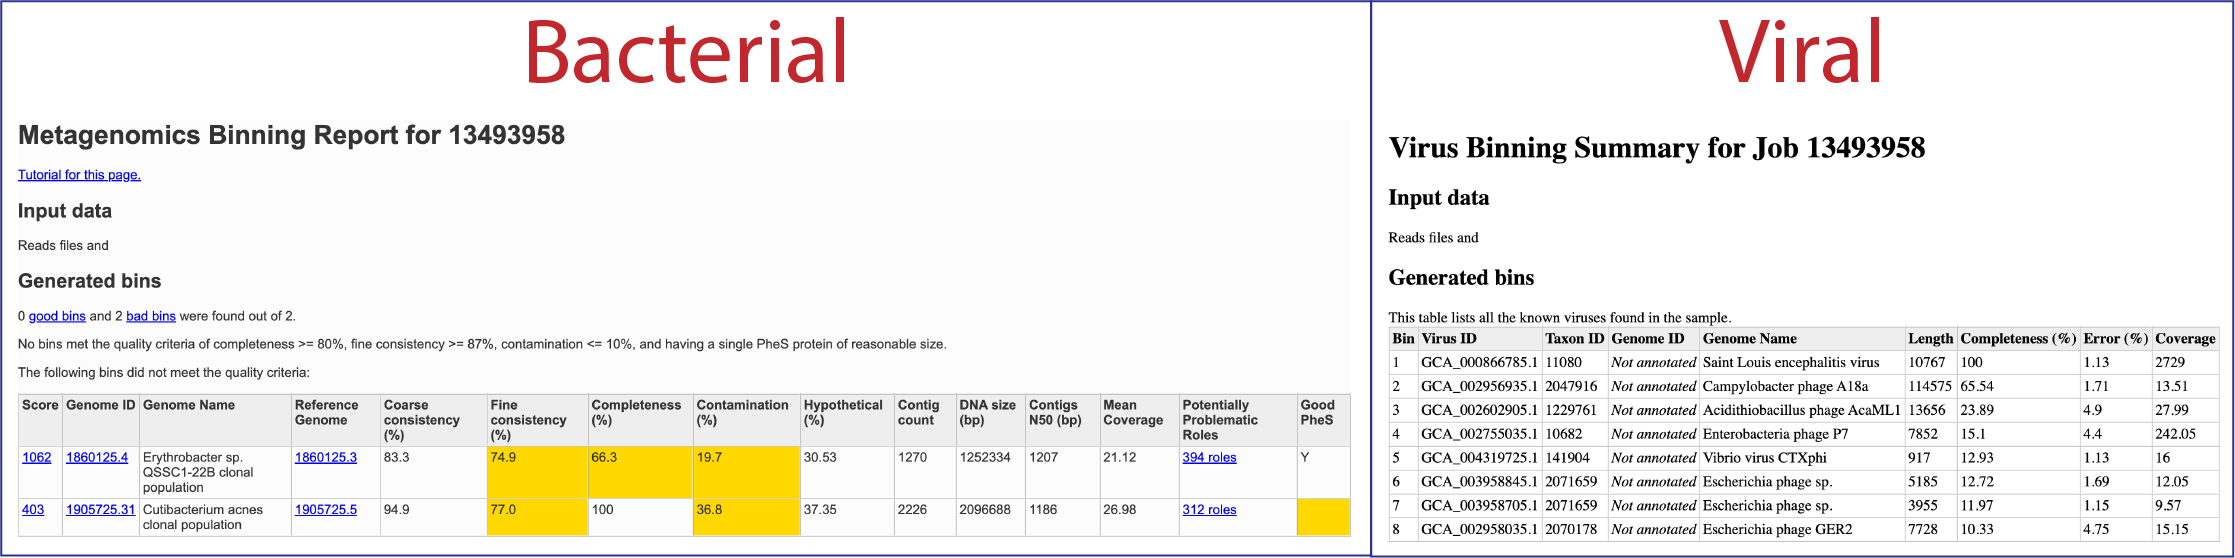 Bacterial
Metagenomics Binning Report for 13493958
Tutorial for this page.
Input data
Reads files and
Generated bins
0 good bins and 2 bad bins were found out of 2.
No bins met the quality criteria of completeness >= 80%, fine consistency >= 87%, contamination <= 10%, and having a single PheS protein of reasonable size.
The following bins did not meet the quality criteria:
Score Genome ID Genome Name Reference Genome Coarse consistency (%) Fine consistency (%) Completeness (%) Contamination (%) Hypothetical (%) Contig count DNA size (bp) Contigs N50 (bp) Mean Coverage Potentially Problematic Roles Good PheS
1062 1860125.4 Erythrobacter sp. QSSC1-22B clonal population 1860125.3 83.3 74.9 66.3 19.7 30.53 1270 1252334 1207 21.12 394 roles Y
403 1905725.31 Cutibacterium acnes clonal population 1905725.5 94.9 77.0 100 36.8 37.35 2226 2096688 1186 26.98 312 roles
Viral
Virus Binning Summary for Job 13493958
Input data
Reads files and
Generated bins
This table lists all the known viruses found in the sample.
Bin Virus ID Taxon ID Genome ID Genome Name Length Completeness (%) Error (%) Coverage
1 GCA_000866785.1 11080 Not annotated Saint Louis encephalitis virus 10767 100 1.13 2729
2 GCA_002956935.1 2047916 Not annotated Campylobacter phage A18a 114575 65.54 1.71 13.51
3 GCA_002602905.1 1229761 Not annotated Acidithiobacillus phage AcaML1 13656 23.89 4.9 27.99
4 GCA_002755035.1 10682 Not annotated Enterobacteria phage P7 7852 15.1 4.4 242.05
5 GCA_004319725.1 141904 Not annotated Vibrio virus CTXphi 917 12.93 1.13 16
6 GCA_003958845.1 2071659 Not annotated Escherichia phage sp. 5185 12.72 1.69 12.05
7 GCA_003958705.1 2071659 Not annotated Escherichia phage sp. 3955 11.97 1.15 9.57
8 GCA_002958035.1 2070178 Not annotated Escherichia phage GER2 7728 10.33 4.75 15.15